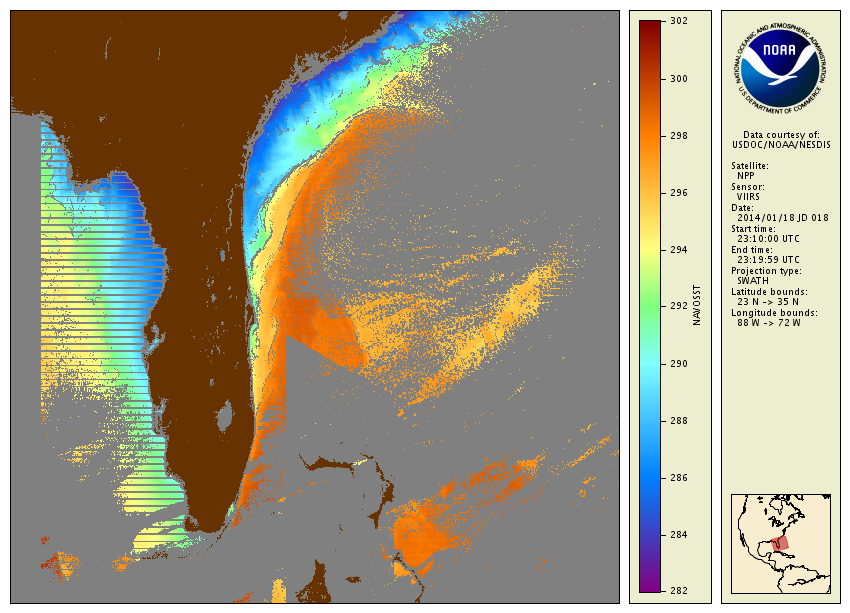 302
300
298
296
294
292
290
288
286
284
282
NAVOSST
NATIONAL OCEANIC AND ATMOSPHERIC ADMINISTRATION
NOAA
U.S. DEPARTMENT OF COMMERCE
Data courtesy of:
USDOC/NOAA/NESDIS
Satellite:
NPP
Sensor:
VIIRS
Date:
2014/01/18 JD 018
Start time:
23:10:00 UTC
End time:
23:19:59 UTC
Projection type:
SWATH
Latitude bounds:
23 N -> 35 N
Longitude bounds:
88 W -> 72 W